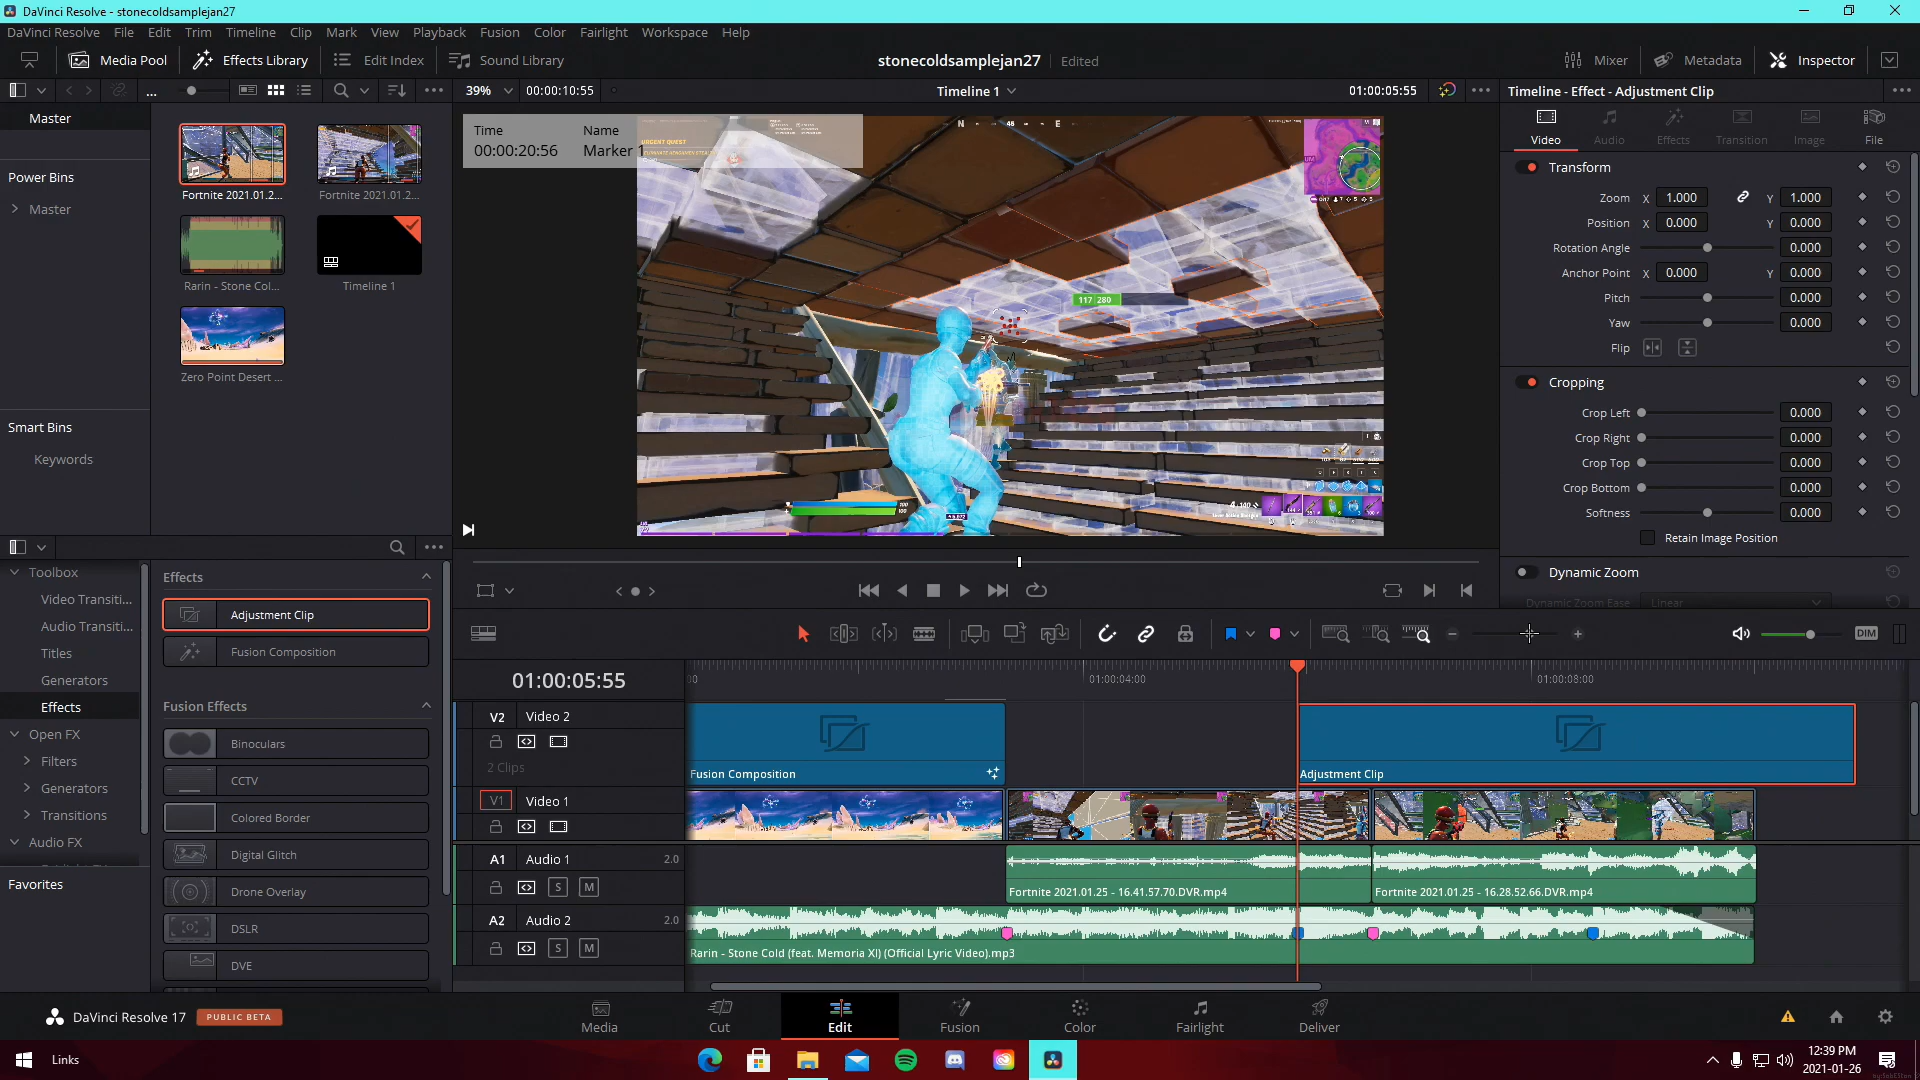 DaVinci Resolve - stonecoldsamplejan27
DaVinci Resolve File Edit Trim Timeline Clip Mark View Playback Fusion Color Fairlight Workspace Help
Media Pool Effects Library Edit Index Sound Library stonecoldsamplejan27 Edited Mixer Metadata Inspector
... 39% 00:00:10:55 Timeline 1 01:00:05:55 Timeline - Effect - Adjustment Clip
Master
Power Bins
Master
Smart Bins
Keywords
Fortnite 2021.01.2...
Fortnite 2021.01.2...
Rarin - Stone Col...
Timeline 1
Zero Point Desert ...
Time Name
00:00:20:56 Marker 1
URGENT QUEST
N 45 E
117 280
100
100
Video Audio Effects Transition Image File
Transform
Zoom X 1.000 Y 1.000
Position X 0.000 Y 0.000
Rotation Angle 0.000
Anchor Point X 0.000 Y 0.000
Pitch 0.000
Yaw 0.000
Flip
Cropping
Crop Left 0.000
Crop Right 0.000
Crop Top 0.000
Crop Bottom 0.000
Softness 0.000
Retain Image Position
Dynamic Zoom
Dynamic Zoom Ease Linear
Toolbox
Video Transiti...
Audio Transiti...
Titles
Generators
Effects
Open FX
Filters
Generators
Transitions
Audio FX
Favorites
Effects
Adjustment Clip
Fusion Composition
Fusion Effects
Binoculars
CCTV
Colored Border
Digital Glitch
Drone Overlay
DSLR
DVE
DIM
01:00:05:55 00 01:00:04:00 01:00:08:00
V2 Video 2
2 Clips
Fusion Composition
Adjustment Clip
V1 Video 1
A1 Audio 1 2.0
S M
Fortnite 2021.01.25 - 16.41.57.70.DVR.mp4
Fortnite 2021.01.25 - 16.28.52.66.DVR.mp4
A2 Audio 2 2.0
S M
Rarin - Stone Cold (feat. Memoria XI) (Official Lyric Video).mp3
DaVinci Resolve 17 PUBLIC BETA
Media Cut Edit Fusion Color Fairlight Deliver
Links
12:39 PM
2021-01-26